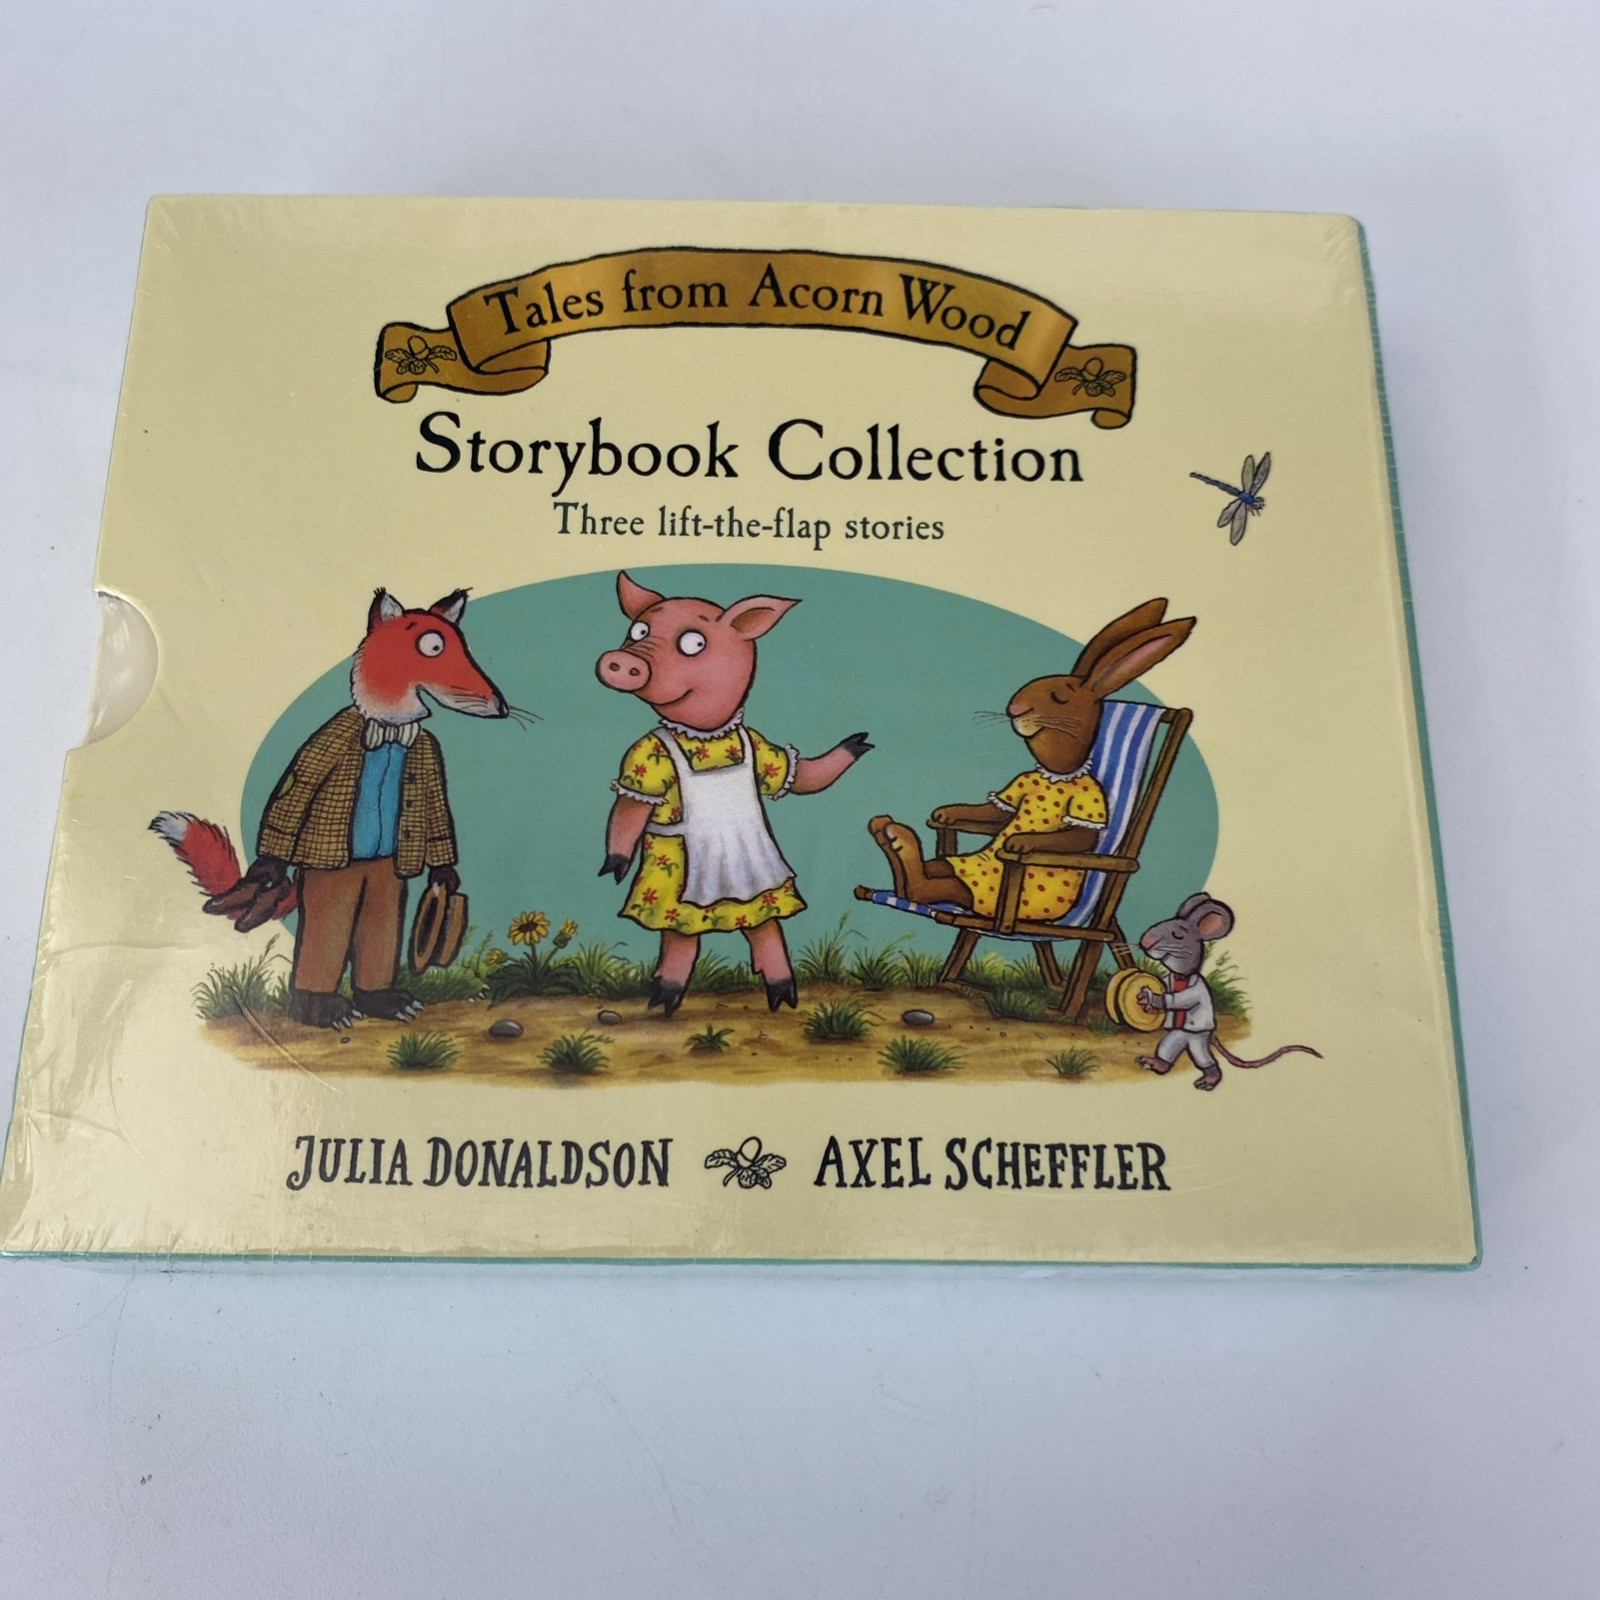 Tales from Acorn Wood
Storybook Collection
Three lift-the-flap stories
JULIA DONALDSON AXEL SCHEFFLER